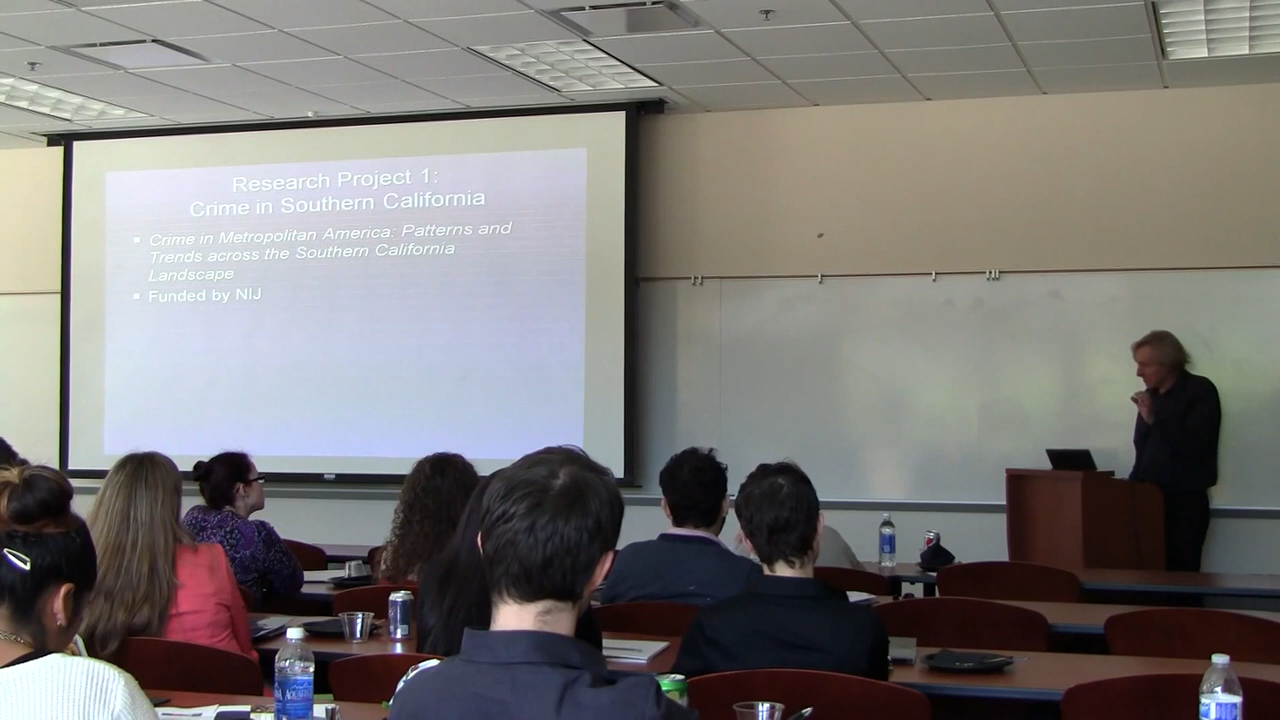 Research Project 1:
Crime in Southern California
▪ Crime in Metropolitan America: Patterns and
Trends across the Southern California
Landscape
▪ Funded by NIJ
AQUAFINA